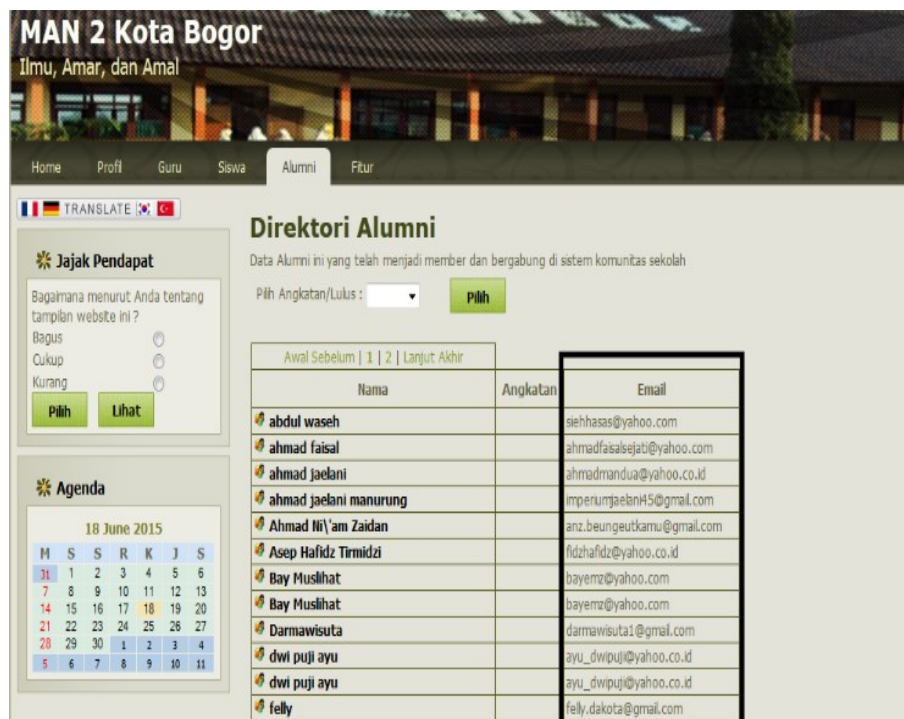 MAN 2 Kota Bogor
Ilmu, Amar, dan Amal
Home Profil Guru Siswa Alumni Fitur
TRANSLATE
Jajak Pendapat
Bagaimana menurut Anda tentang
tampilan website ini ?
Bagus
Cukup
Kurang
Pilih Lihat
Agenda
18 June 2015
M S S R K J S
31 1 2 3 4 5 6
7 8 9 10 11 12 13
14 15 16 17 18 19 20
21 22 23 24 25 26 27
28 29 30 1 2 3 4
5 6 7 8 9 10 11
Direktori Alumni
Data Alumni ini yang telah menjadi member dan bergabung di sistem komunitas sekolah
Pilih Angkatan/Lulus : Pilih
Awal Sebelum | 1 | 2 | Lanjut Akhir
Nama Angkatan Email
abdul waseh siehhasas@yahoo.com
ahmad faisal ahmadfaisalsejati@yahoo.com
ahmad jaelani ahmadmandua@yahoo.co.id
ahmad jaelani manurung imperiumjaelani45@gmail.com
Ahmad Ni\'am Zaidan anz.beungeutkamu@gmail.com
Asep Hafidz Tirmidzi fidzhafidz@yahoo.co.id
Bay Muslihat bayemz@yahoo.com
Bay Muslihat bayemz@yahoo.com
Darmawisuta darmawisuta1@gmail.com
dwi puji ayu ayu_dwipuji@yahoo.co.id
dwi puji ayu ayu_dwipuji@yahoo.co.id
felly felly.dakota@gmail.com